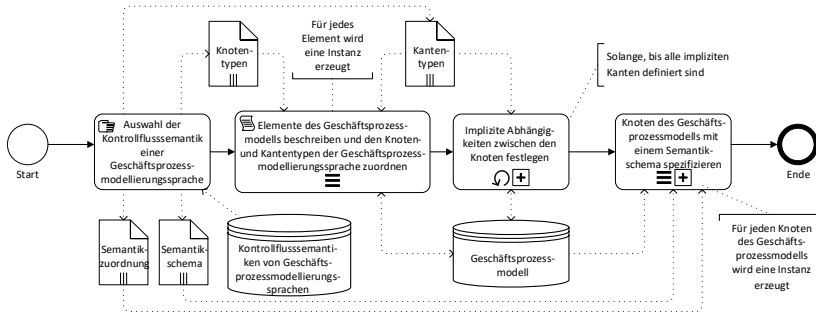 Knoten-
typen
Für jedes
Element wird
eine Instanz
erzeugt
Kanten-
typen
Solange, bis alle impliziten
Kanten definiert sind
Start
Auswahl der
Kontrollflusssemantik
einer
Geschäftsprozess-
modellierungssprache
Elemente des Geschäftsprozess-
modells beschreiben und den Knoten-
und Kantentypen der Geschäftsprozess-
modellierungssprache zuordnen
Implizite Abhängig-
keiten zwischen den
Knoten festlegen
Knoten des Geschäfts-
prozessmodells mit
einem Semantik-
schema spezifizieren
Ende
Semantik-
zuordnung
Semantik-
schema
Kontrollflusssemanti-
ken von Geschäfts-
prozessmodellierungs-
sprachen
Geschäftsprozess-
modell
Für jeden Knoten
des Geschäfts-
prozessmodells
wird eine Instanz
erzeugt